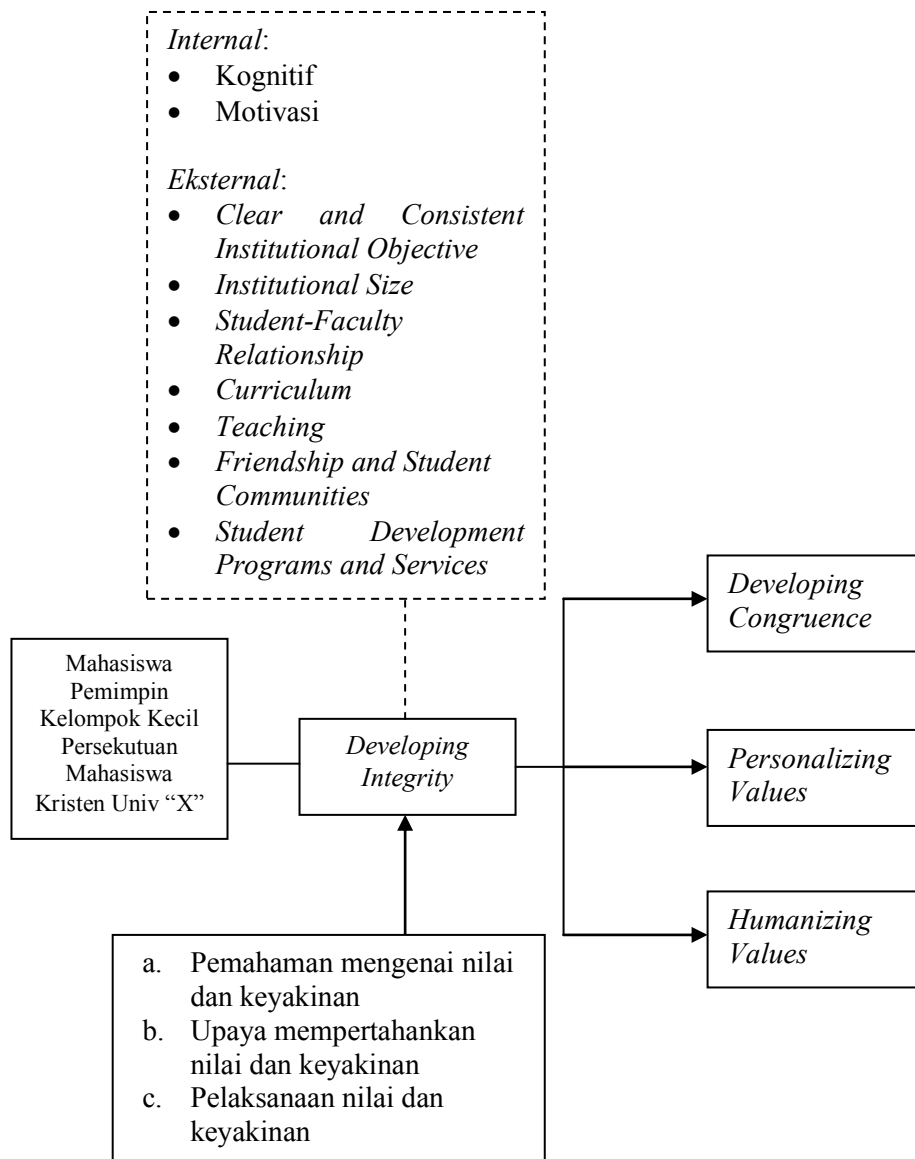 Internal:
• Kognitif
• Motivasi
Eksternal:
• Clear and Consistent
Institutional Objective
• Institutional Size
• Student-Faculty
Relationship
• Curriculum
• Teaching
• Friendship and Student
Communities
• Student Development
Programs and Services
Mahasiswa
Pemimpin
Kelompok Kecil
Persekutuan
Mahasiswa
Kristen Univ “X”
Developing
Integrity
Developing
Congruence
Personalizing
Values
Humanizing
Values
a. Pemahaman mengenai nilai
dan keyakinan
b. Upaya mempertahankan
nilai dan keyakinan
c. Pelaksanaan nilai dan
keyakinan